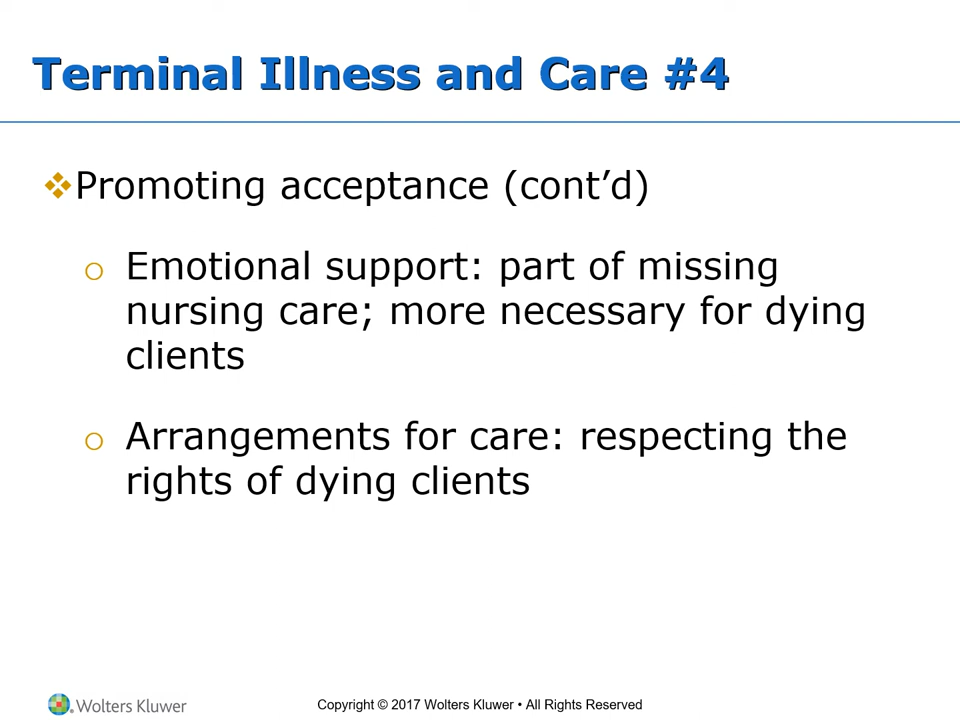 Terminal Illness and Care #4
Promoting acceptance (cont’d)
Emotional support: part of missing
nursing care; more necessary for dying
clients
Arrangements for care: respecting the
rights of dying clients
Wolters Kluwer
Copyright © 2017 Wolters Kluwer • All Rights Reserved